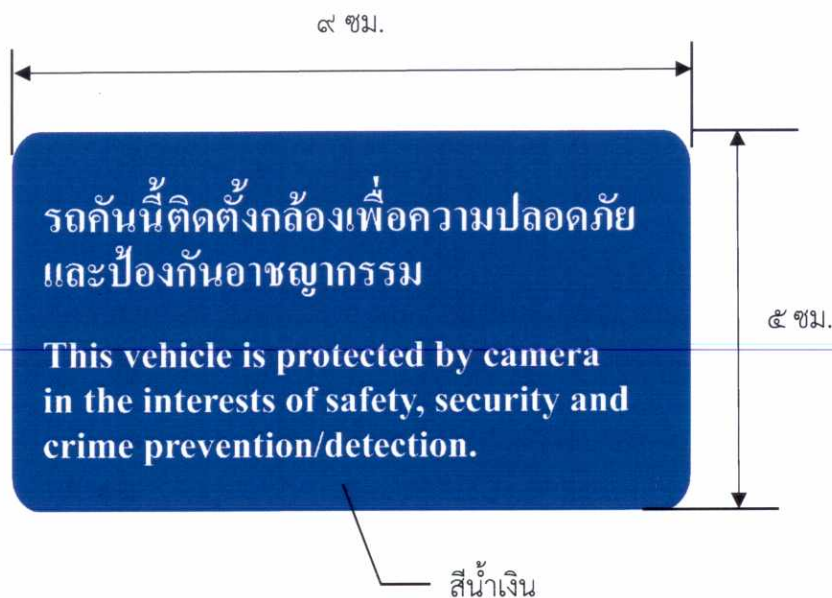 ๙ ซม.
รถคันนี้ติดตั้งกล้องเพื่อความปลอดภัย
และป้องกันอาชญากรรม
๕ ซม.
This vehicle is protected by camera
in the interests of safety, security and
crime prevention/detection.
สีน้ำเงิน